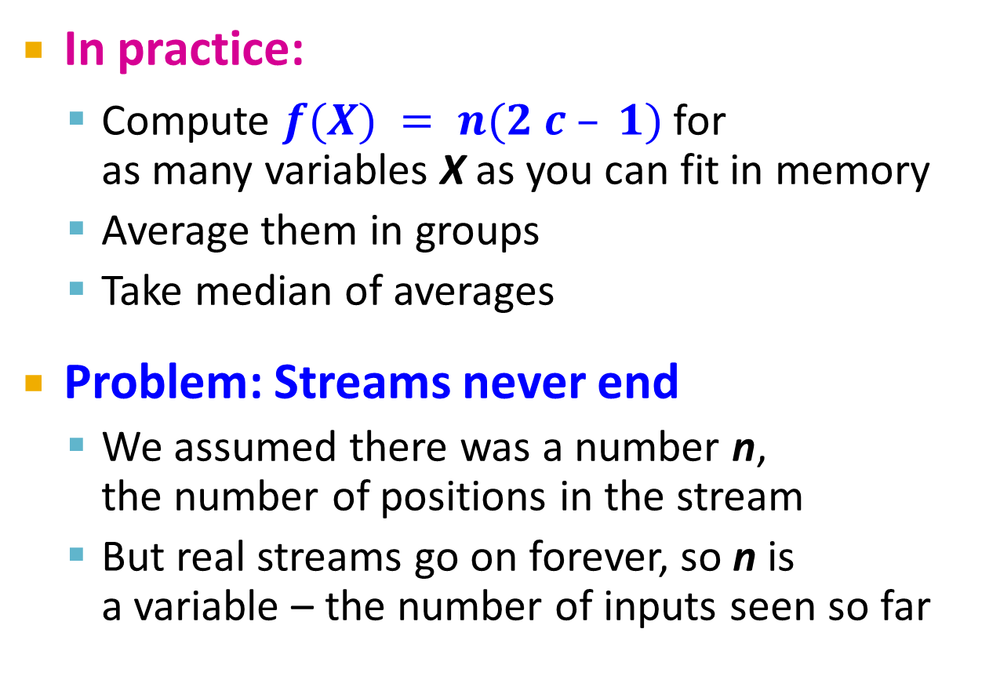 In practice:
Compute f(X) = n(2 c – 1) for
as many variables X as you can fit in memory
Average them in groups
Take median of averages
Problem: Streams never end
We assumed there was a number n,
the number of positions in the stream
But real streams go on forever, so n is
a variable – the number of inputs seen so far